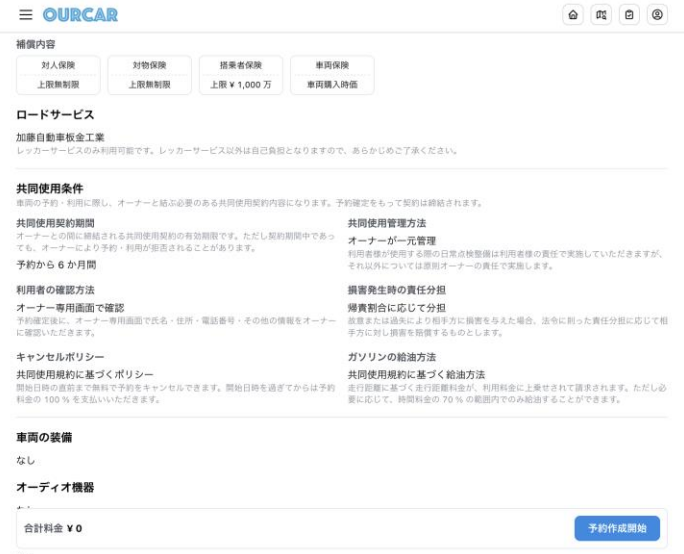 OURCAR
補償内容
対人保険
上限無制限
対物保険
上限無制限
搭乗者保険
上限 ¥ 1,000 万
車両保険
車両購入時価
ロードサービス
加藤自動車板金工業
レッカーサービスのみ利用可能です。レッカーサービス以外は自己負担となりますので、あらかじめご了承ください。
共同使用条件
車両の予約・利用に際し、オーナーと結ぶ必要のある共同使用契約内容になります。予約確定をもって契約は締結されます。
共同使用契約期間
オーナーとの間に締結される共同使用契約の有効期限です。ただし契約期間中であっ
ても、オーナーにより予約・利用が拒否されることがあります。
予約から 6 か月間
共同使用管理方法
オーナーが一元管理
利用者様が使用する際の日常点検整備は利用者様の責任で実施していただきますが、
それ以外については原則オーナーの責任で実施します。
利用者の確認方法
オーナー専用画面で確認
予約確定後に、オーナー専用画面で氏名・住所・電話番号・その他の情報をオーナー
に確認いただきます。
損害発生時の責任分担
帰責割合に応じて分担
故意または過失により相手方に損害を与えた場合、法令に則った責任分担に応じて相
手方に対し損害を賠償するものとします。
キャンセルポリシー
共同使用規約に基づくポリシー
開始日時の直前まで無料で予約をキャンセルできます。開始日時を過ぎてからは予約
料金の 100 % を支払いいただきます。
ガソリンの給油方法
共同使用規約に基づく給油方法
走行距離に基づく走行距離料金が、利用料金に上乗せされて請求されます。ただし必
要に応じて、時間料金の 70 % の範囲内でのみ給油することができます。
車両の装備
なし
オーディオ機器
合計料金 ¥ 0
予約作成開始